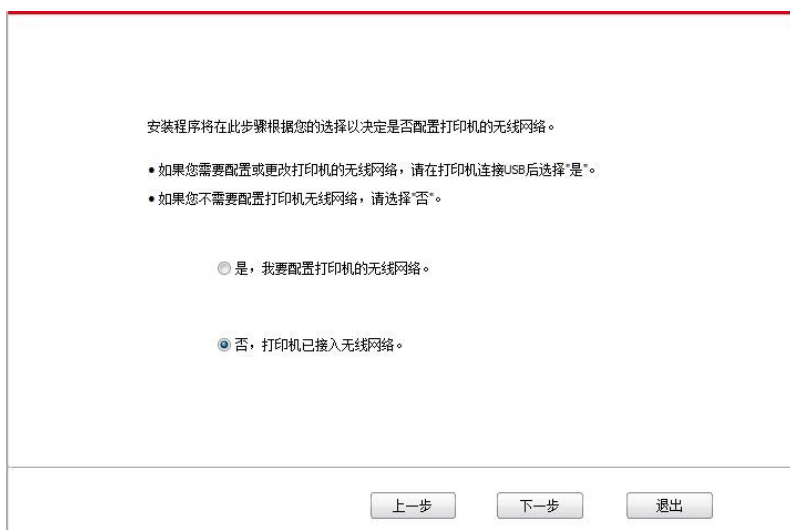 安装程序将在此步骤根据您的选择以决定是否配置打印机的无线网络。
• 如果您需要配置或更改打印机的无线网络，请在打印机连接USB后选择"是"。
• 如果您不需要配置打印机无线网络，请选择"否"。
是，我要配置打印机的无线网络。
否，打印机已接入无线网络。
上一步 下一步 退出